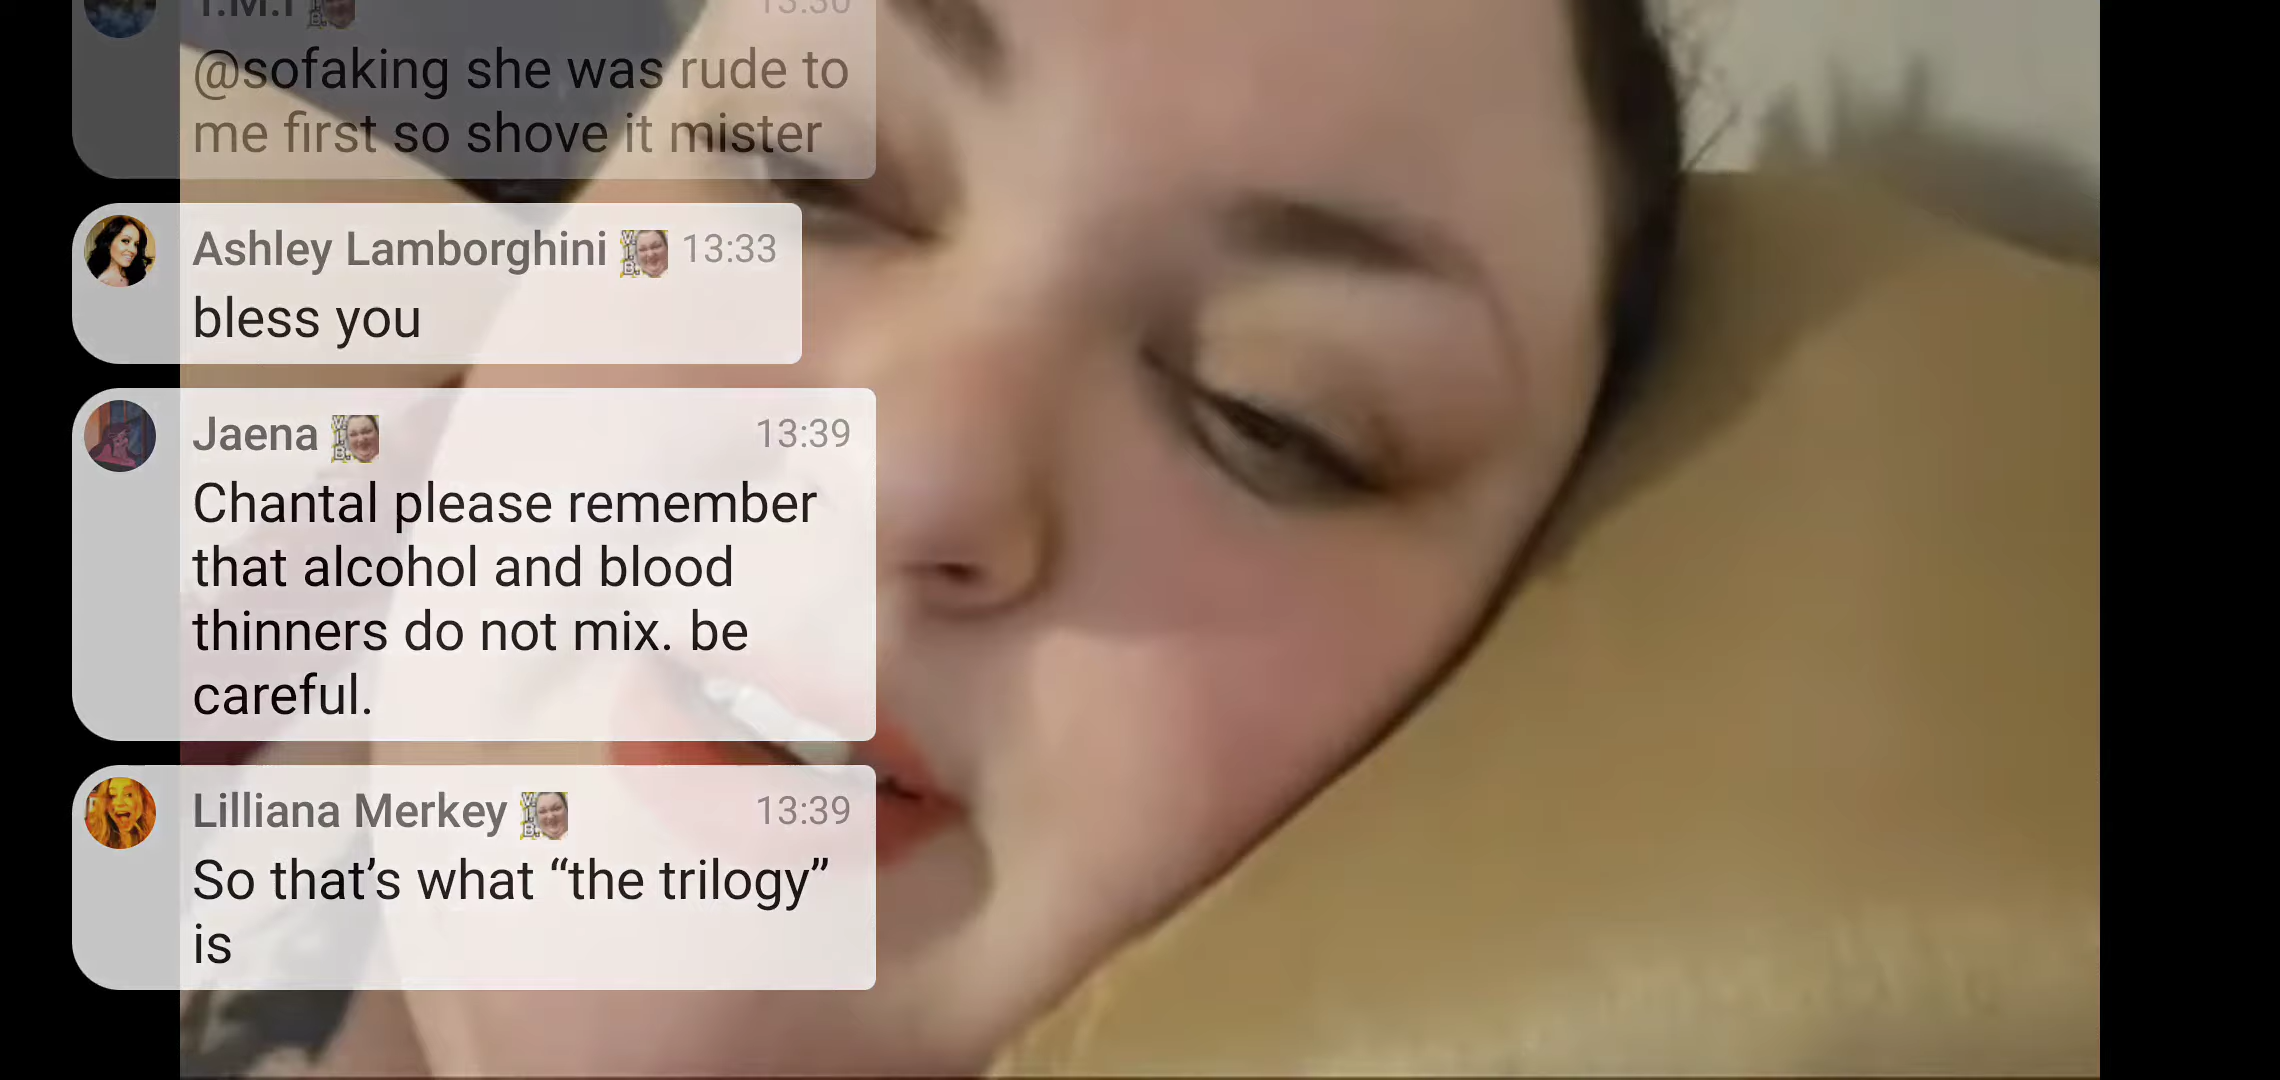 T.M.I 13:30
@sofaking she was rude to
me first so shove it mister
Ashley Lamborghini V.I.B. 13:33
bless you
Jaena V.I.B. 13:39
Chantal please remember
that alcohol and blood
thinners do not mix. be
careful.
Lilliana Merkey V.I.B. 13:39
So that’s what “the trilogy”
is